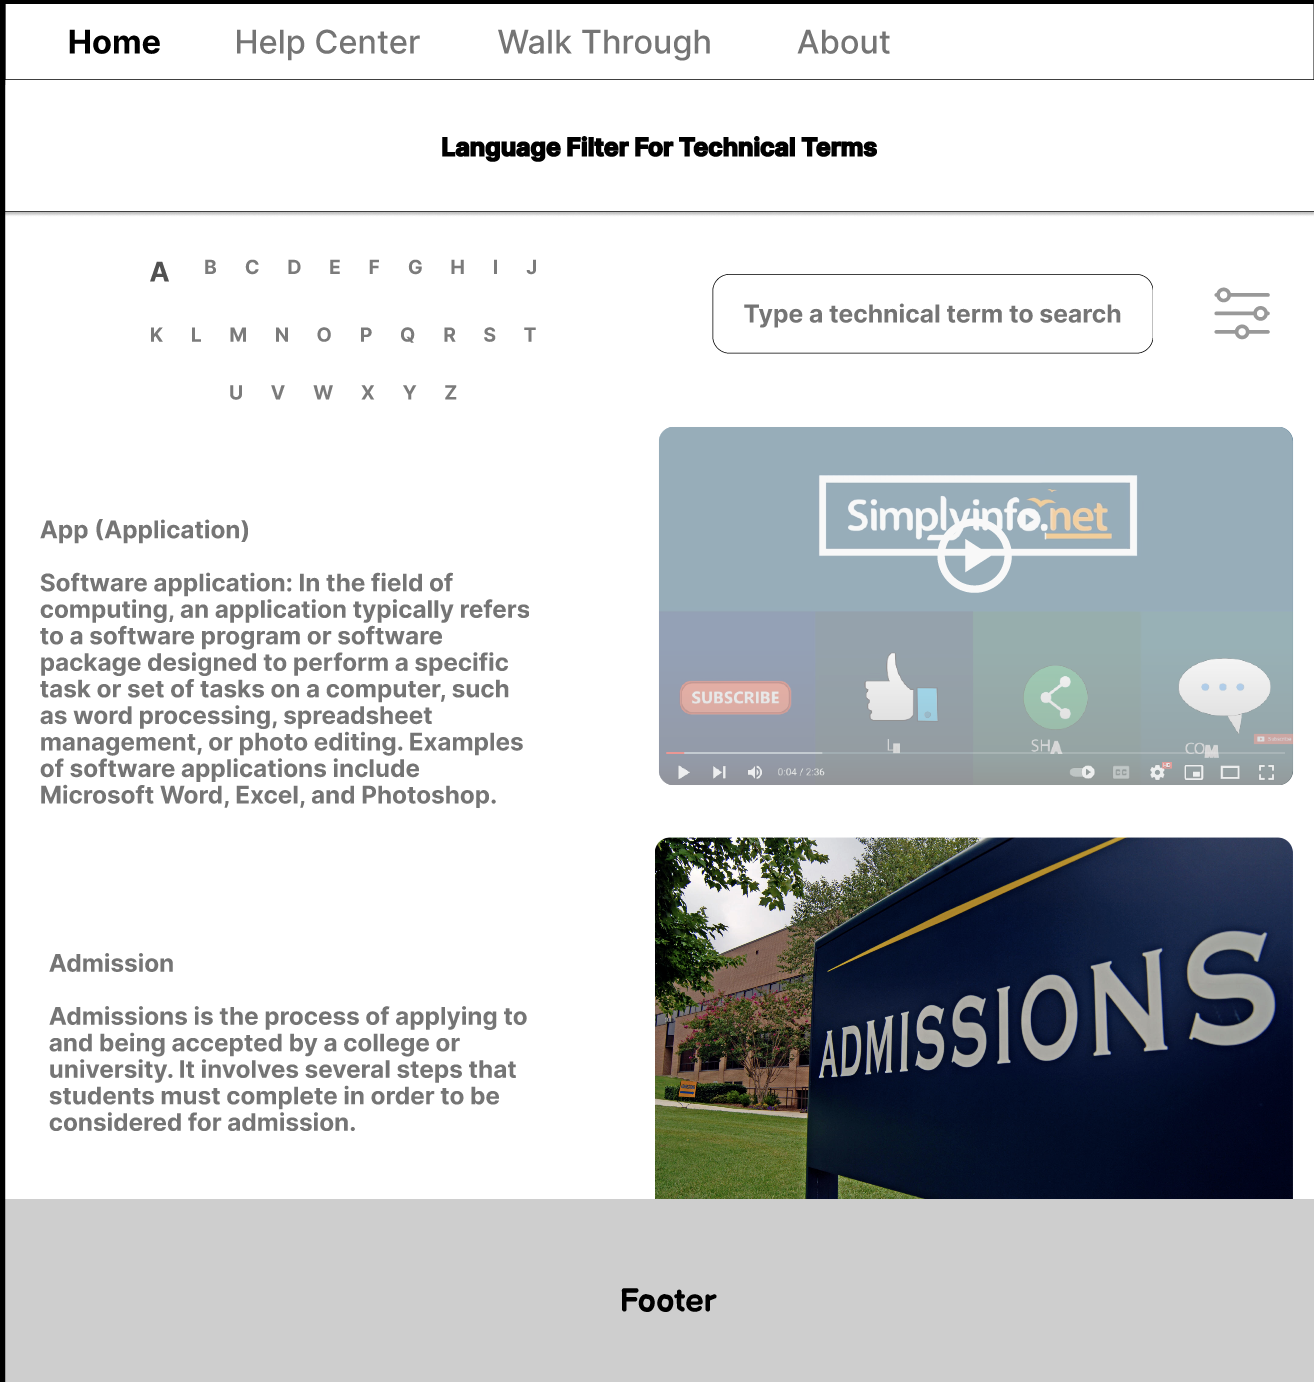 Home Help Center Walk Through About
Language Filter For Technical Terms
A B C D E F G H I J
K L M N O P Q R S T
U V W X Y Z
Type a technical term to search
App (Application)
Software application: In the field of
computing, an application typically refers
to a software program or software
package designed to perform a specific
task or set of tasks on a computer, such
as word processing, spreadsheet
management, or photo editing. Examples
of software applications include
Microsoft Word, Excel, and Photoshop.
Simplyinfo.net
SUBSCRIBE
SHA
COM
0:04 / 2:36
CC
Admission
Admissions is the process of applying to
and being accepted by a college or
university. It involves several steps that
students must complete in order to be
considered for admission.
ADMISSIONS
Footer